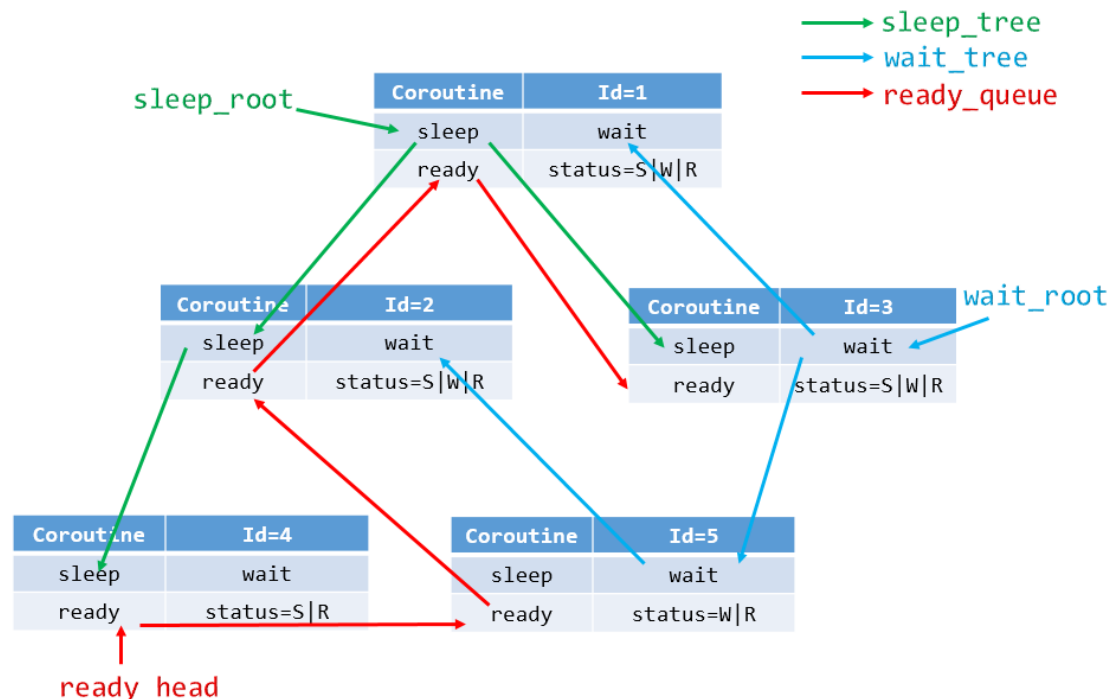 sleep_tree
wait_tree
ready_queue
sleep_root
Coroutine Id=1
sleep wait
ready status=S|W|R
Coroutine Id=2
sleep wait
ready status=S|W|R
Coroutine Id=3
sleep wait
ready status=S|W|R
wait_root
Coroutine Id=4
sleep wait
ready status=S|R
Coroutine Id=5
sleep wait
ready status=W|R
ready head